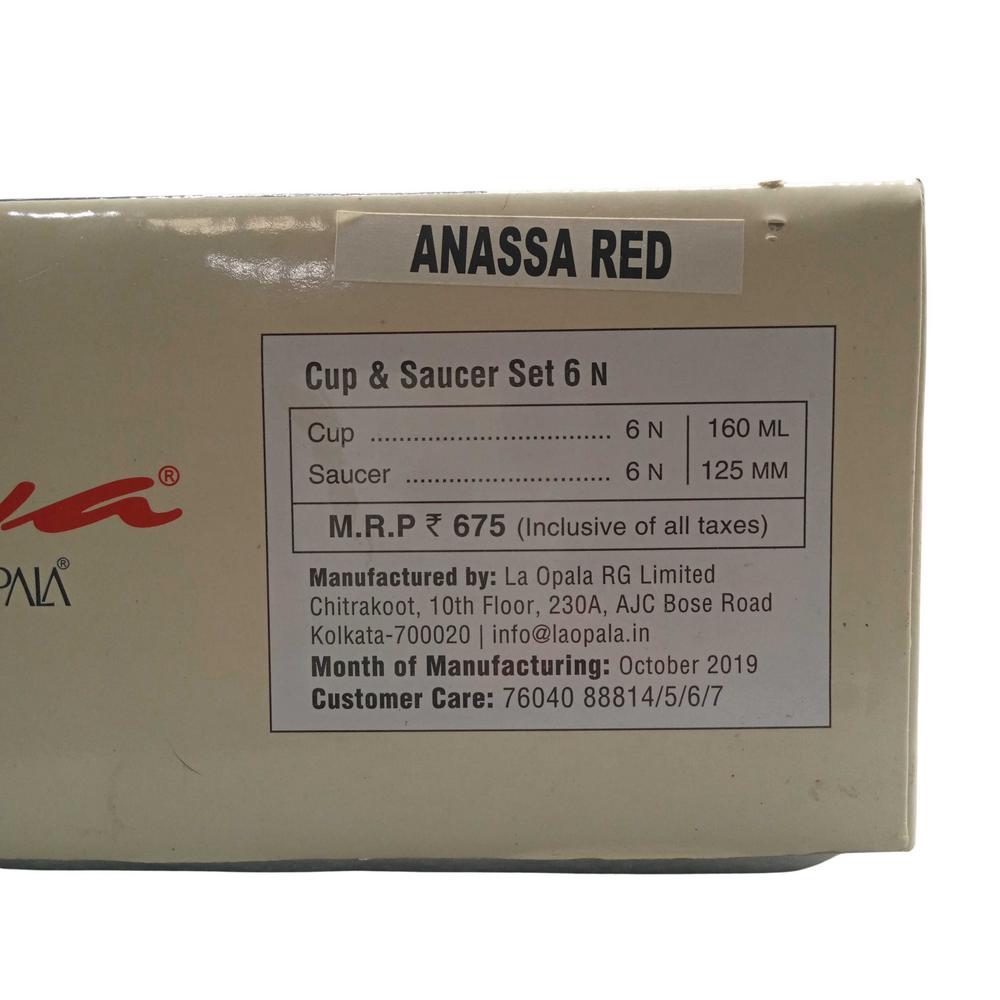 ANASSA RED
Cup & Saucer Set 6 N
Cup ................................. 6 N | 160 ML
Saucer ............................ 6 N | 125 MM
M.R.P ₹ 675 (Inclusive of all taxes)
®
®
Manufactured by: La Opala RG Limited
Chitrakoot, 10th Floor, 230A, AJC Bose Road
Kolkata-700020 | info@laopala.in
Month of Manufacturing: October 2019
Customer Care: 76040 88814/5/6/7